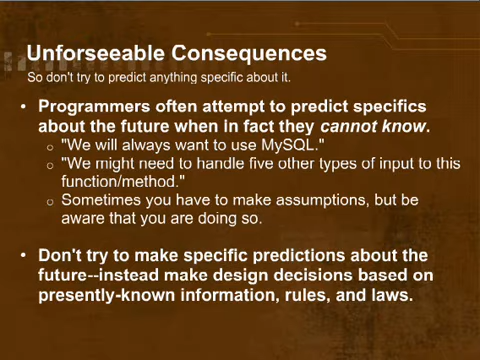 Unforseeable Consequences
So don't try to predict anything specific about it.
• Programmers often attempt to predict specifics
about the future when in fact they cannot know.
o "We will always want to use MySQL."
o "We might need to handle five other types of input to this
function/method."
o Sometimes you have to make assumptions, but be
aware that you are doing so.
• Don't try to make specific predictions about the
future--instead make design decisions based on
presently-known information, rules, and laws.